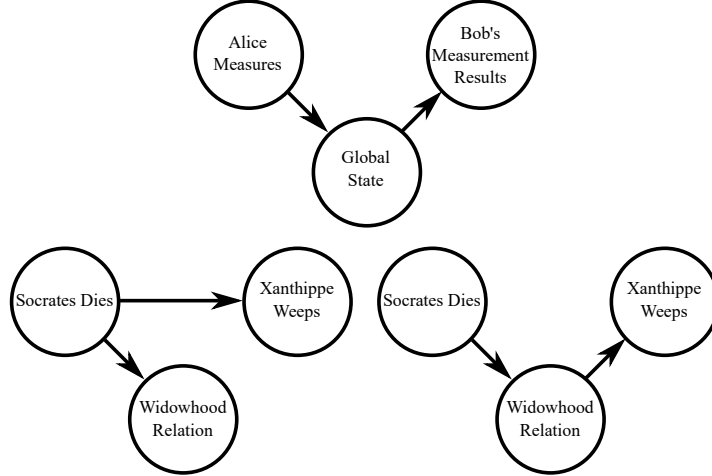 Alice
Measures
Bob's
Measurement
Results
Global
State
Socrates Dies
Xanthippe
Weeps
Widowhood
Relation
Socrates Dies
Xanthippe
Weeps
Widowhood
Relation